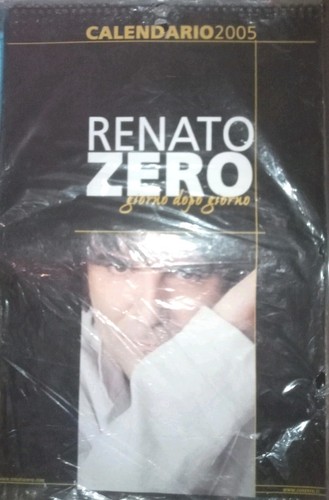 CALENDARIO2005
RENATO
ZERO
giorno dopo giorno